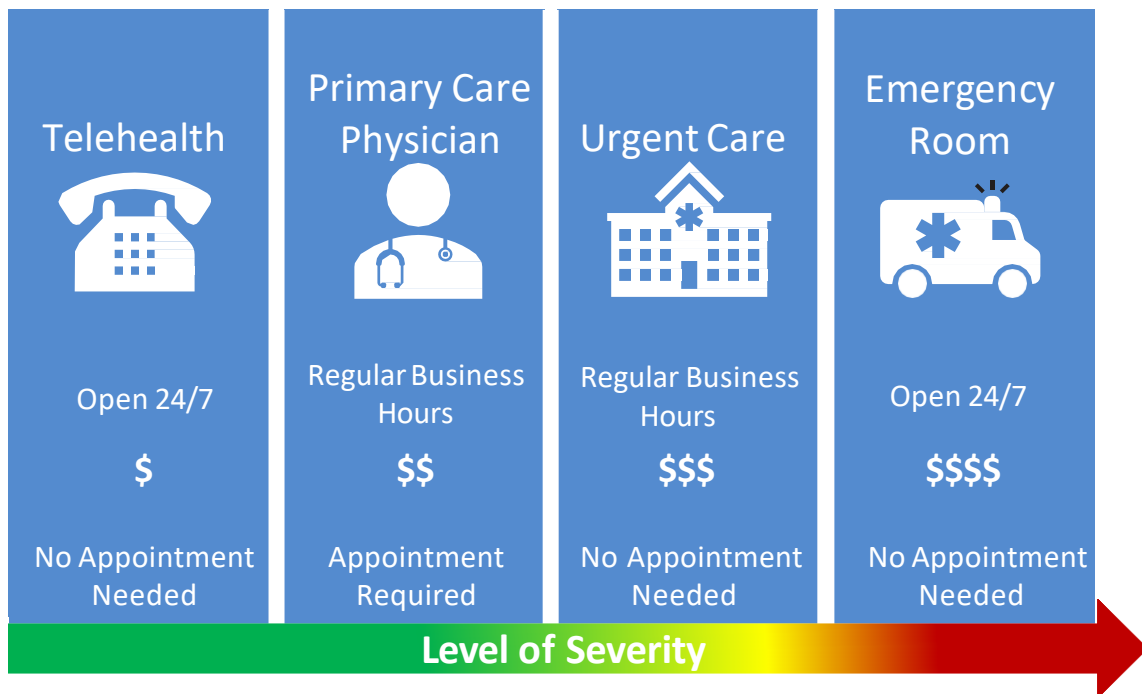 Telehealth
Open 24/7
$
No Appointment
Needed
Primary Care
Physician
Regular Business
Hours
$$
Appointment
Required
Urgent Care
Regular Business
Hours
$$$
No Appointment
Needed
Emergency
Room
Open 24/7
$$$$
No Appointment
Needed
Level of Severity